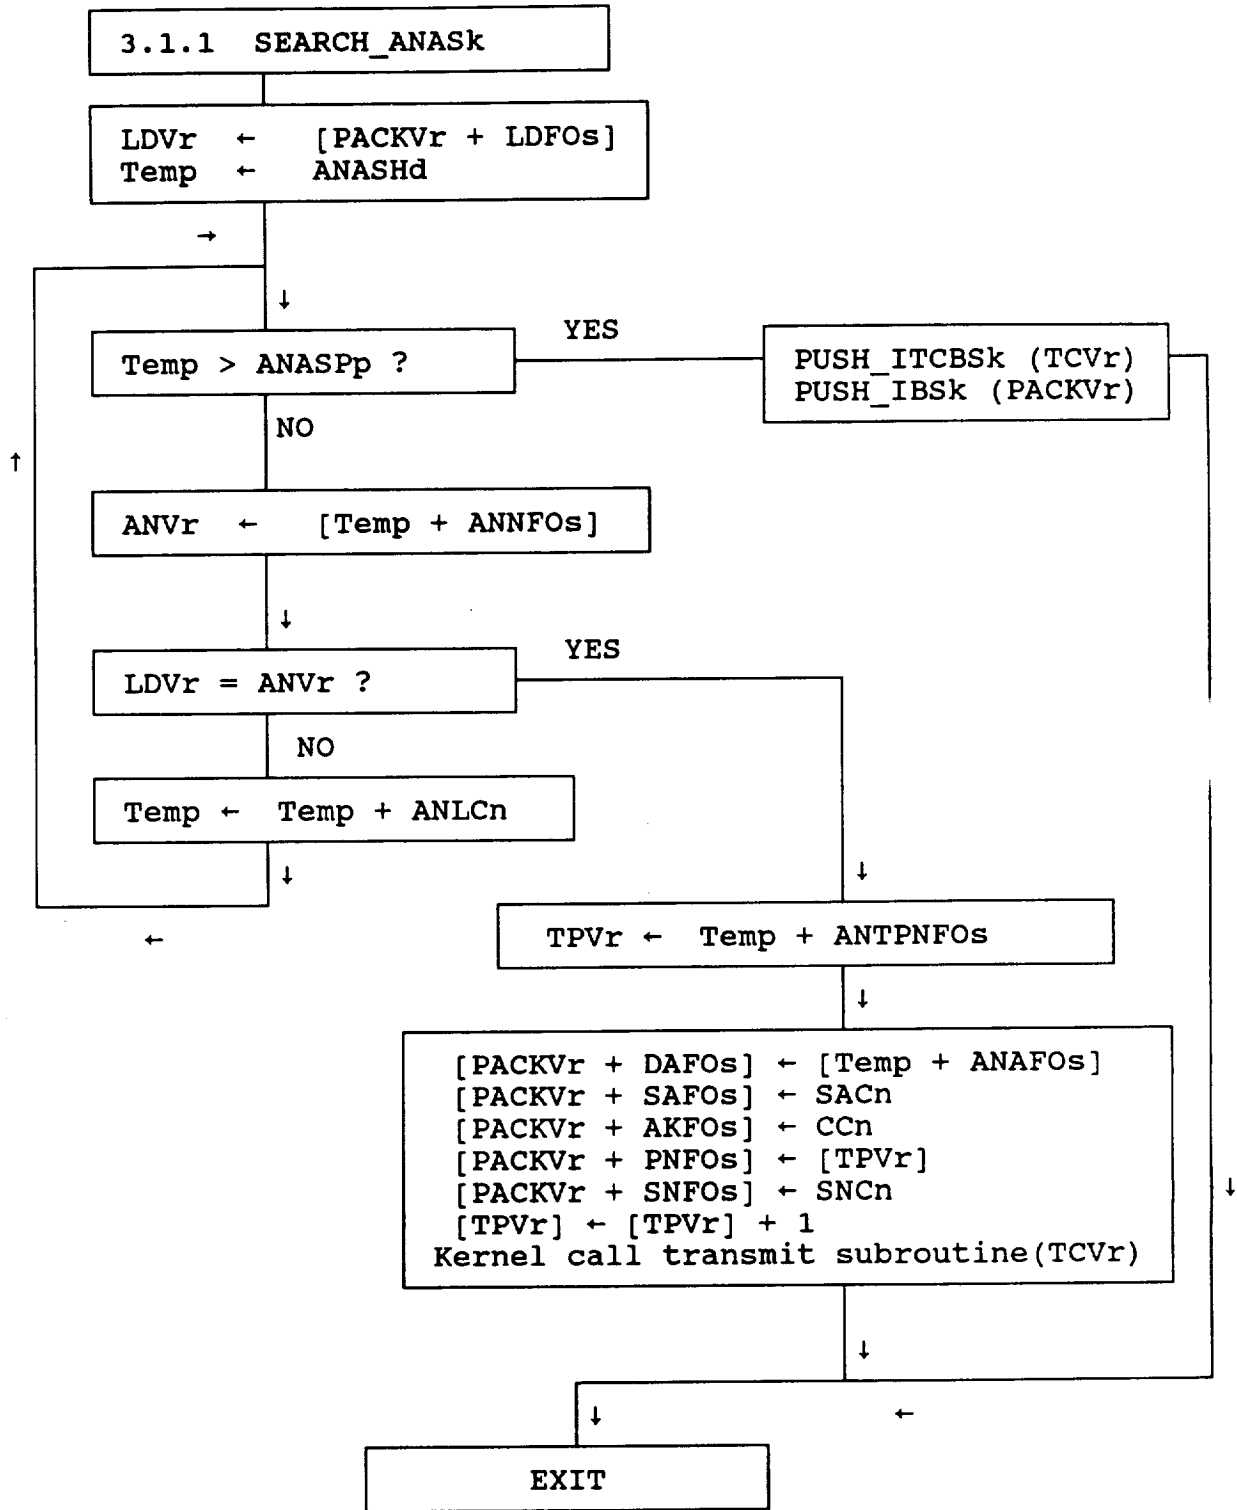 3.1.1 SEARCH_ANASk
LDVr ← [PACKVr + LDFOs]
Temp ← ANASHd
→
↓
YES
Temp > ANASPp ?
PUSH_ITCBSk (TCVr)
PUSH_IBSk (PACKVr)
NO
↑
ANVr ← [Temp + ANNFOs]
↓
YES
LDVr = ANVr ?
NO
Temp ← Temp + ANLCn
↓
↓
←
TPVr ← Temp + ANTPNFOs
↓
[PACKVr + DAFOs] ← [Temp + ANAFOs]
[PACKVr + SAFOs] ← SACn
[PACKVr + AKFOs] ← CCn
[PACKVr + PNFOs] ← [TPVr]
[PACKVr + SNFOs] ← SNCn
↓
[TPVr] ← [TPVr] + 1
Kernel call transmit subroutine(TCVr)
↓
↓
←
EXIT